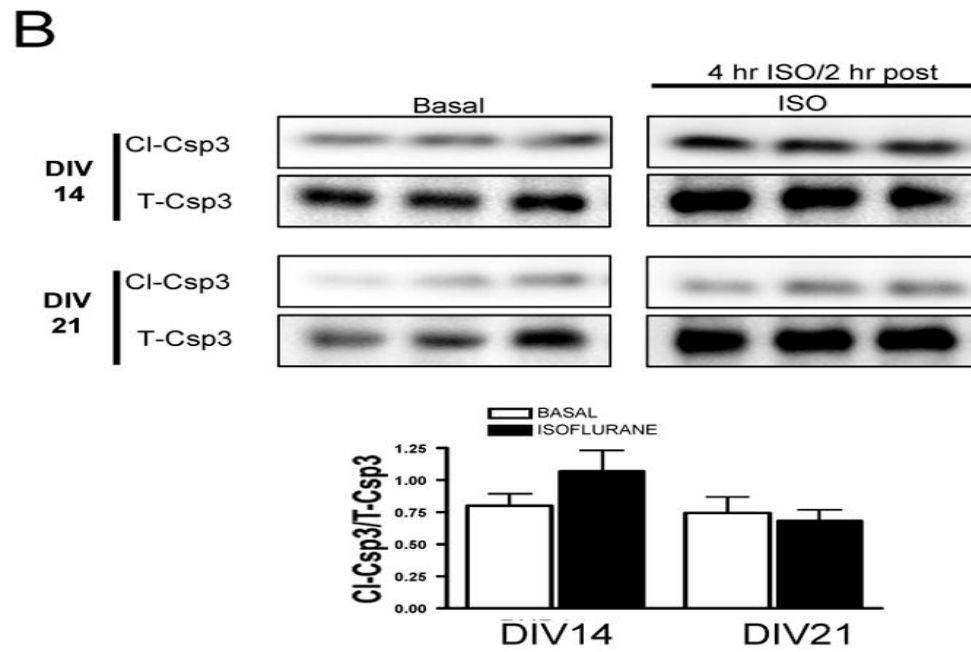 B
4 hr ISO/2 hr post
Basal
ISO
DIV
14
Cl-Csp3
T-Csp3
DIV
21
Cl-Csp3
T-Csp3
BASAL
ISOFLURANE
Cl-Csp3/T-Csp3
1.25
1.00
0.75
0.50
0.25
0.00
DIV14
DIV21